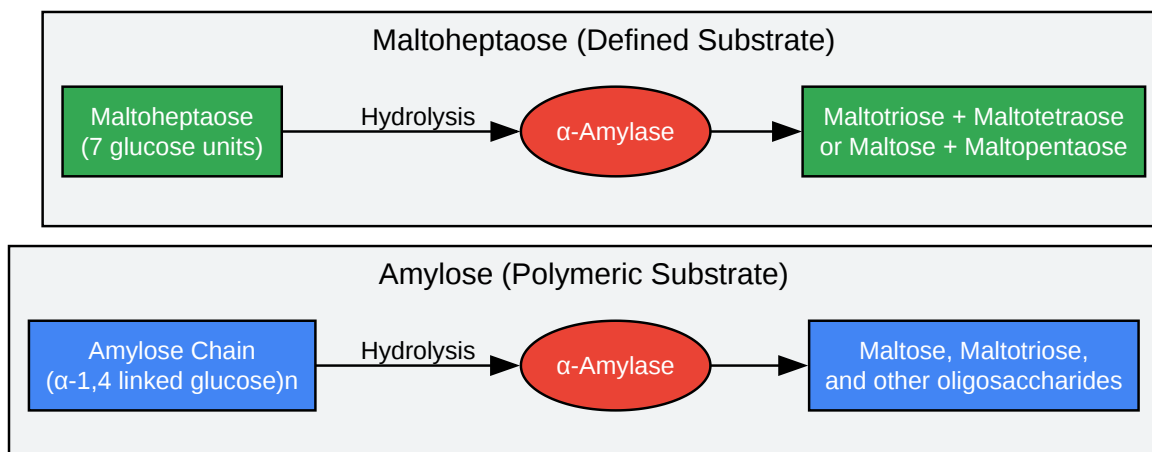 Maltoheptaose (Defined Substrate)
Maltoheptaose
(7 glucose units)
Hydrolysis
α-Amylase
Maltotriose + Maltotetraose
or Maltose + Maltopentaose
Amylose (Polymeric Substrate)
Amylose Chain
(α-1,4 linked glucose)n
Hydrolysis
α-Amylase
Maltose, Maltotriose,
and other oligosaccharides